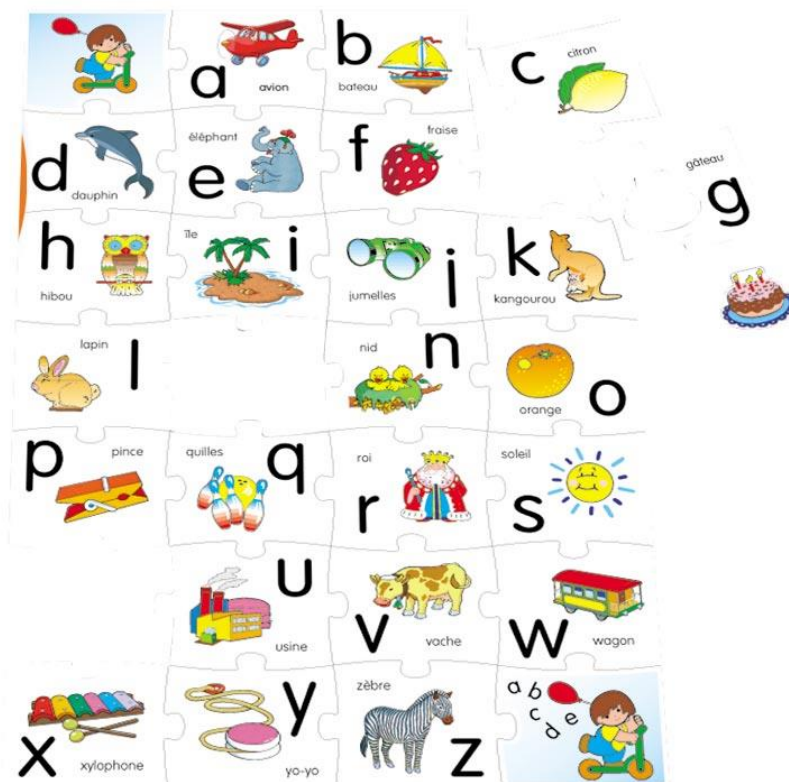 a
avion
b
bateau
c
citron
d
dauphin
éléphant
e
f
fraise
gâteau
g
h
hibou
île
i
jumelles
j
k
kangourou
lapin
l
nid
n
orange
o
p
pince
quilles
q
roi
r
soleil
s
u
usine
v
vache
w
wagon
x
xylophone
y
yo-yo
zèbre
z
a b
c
d e